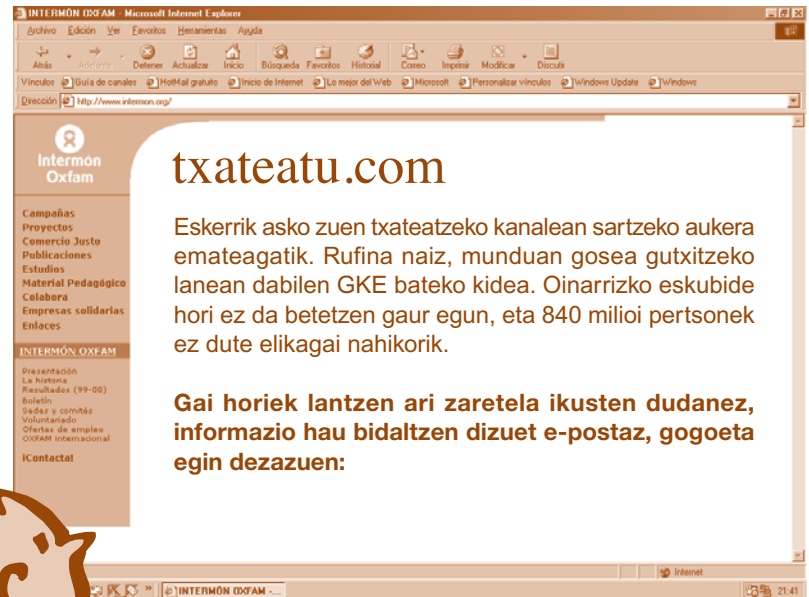 INTERMÓN OXFAM - Microsoft Internet Explorer
Archivo Edición Ver Favoritos Herramientas Ayuda
Atrás Adelante Detener Actualizar Inicio Búsqueda Favoritos Historial Correo Imprimir Modificar Discutir
Vínculos Guía de canales HotMail gratuito Inicio de Internet Lo mejor del Web Microsoft Personalizar vínculos Windows Update Windows
Dirección http://www.intermon.org/
Intermón
Oxfam
Campañas
Proyectos
Comercio Justo
Publicaciones
Estudios
Material Pedagógico
Colabora
Empresas solidarias
Enlaces
INTERMÓN OXFAM
Presentación
La historia
Resultados (99-00)
Boletín
Sedes y comités
Voluntariado
Ofertas de empleo
OXFAM internacional
¡Contacta!
txateatu.com
Eskerrik asko zuen txateatzeko kanalean sartzeko aukera
emateagatik. Rufina naiz, munduan gosea gutxitzeko
lanean dabilen GKE bateko kidea. Oinarrizko eskubide
hori ez da betetzen gaur egun, eta 840 milioi pertsonek
ez dute elikagai nahikorik.
Gai horiek lantzen ari zaretela ikusten dudanez,
informazio hau bidaltzen dizuet e-postaz, gogoeta
egin dezazuen:
Internet
INTERMÓN OXFAM -...
21:41